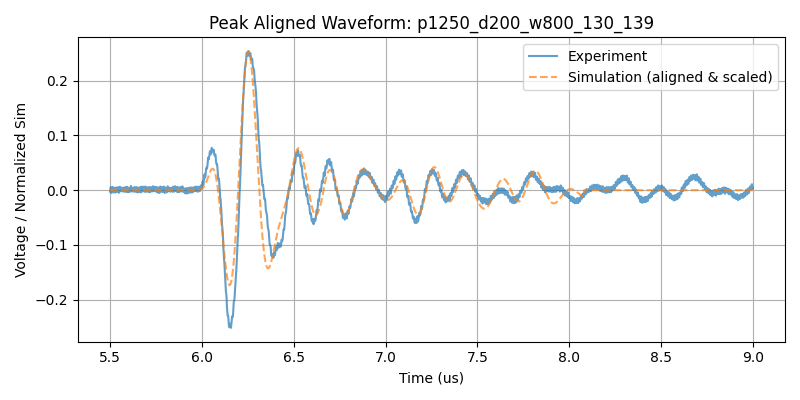 Peak Aligned Waveform: p1250_d200_w800_130_139
Experiment
Simulation (aligned & scaled)
Voltage / Normalized Sim
0.2
0.1
0.0
−0.1
−0.2
5.5 6.0 6.5 7.0 7.5 8.0 8.5 9.0
Time (us)